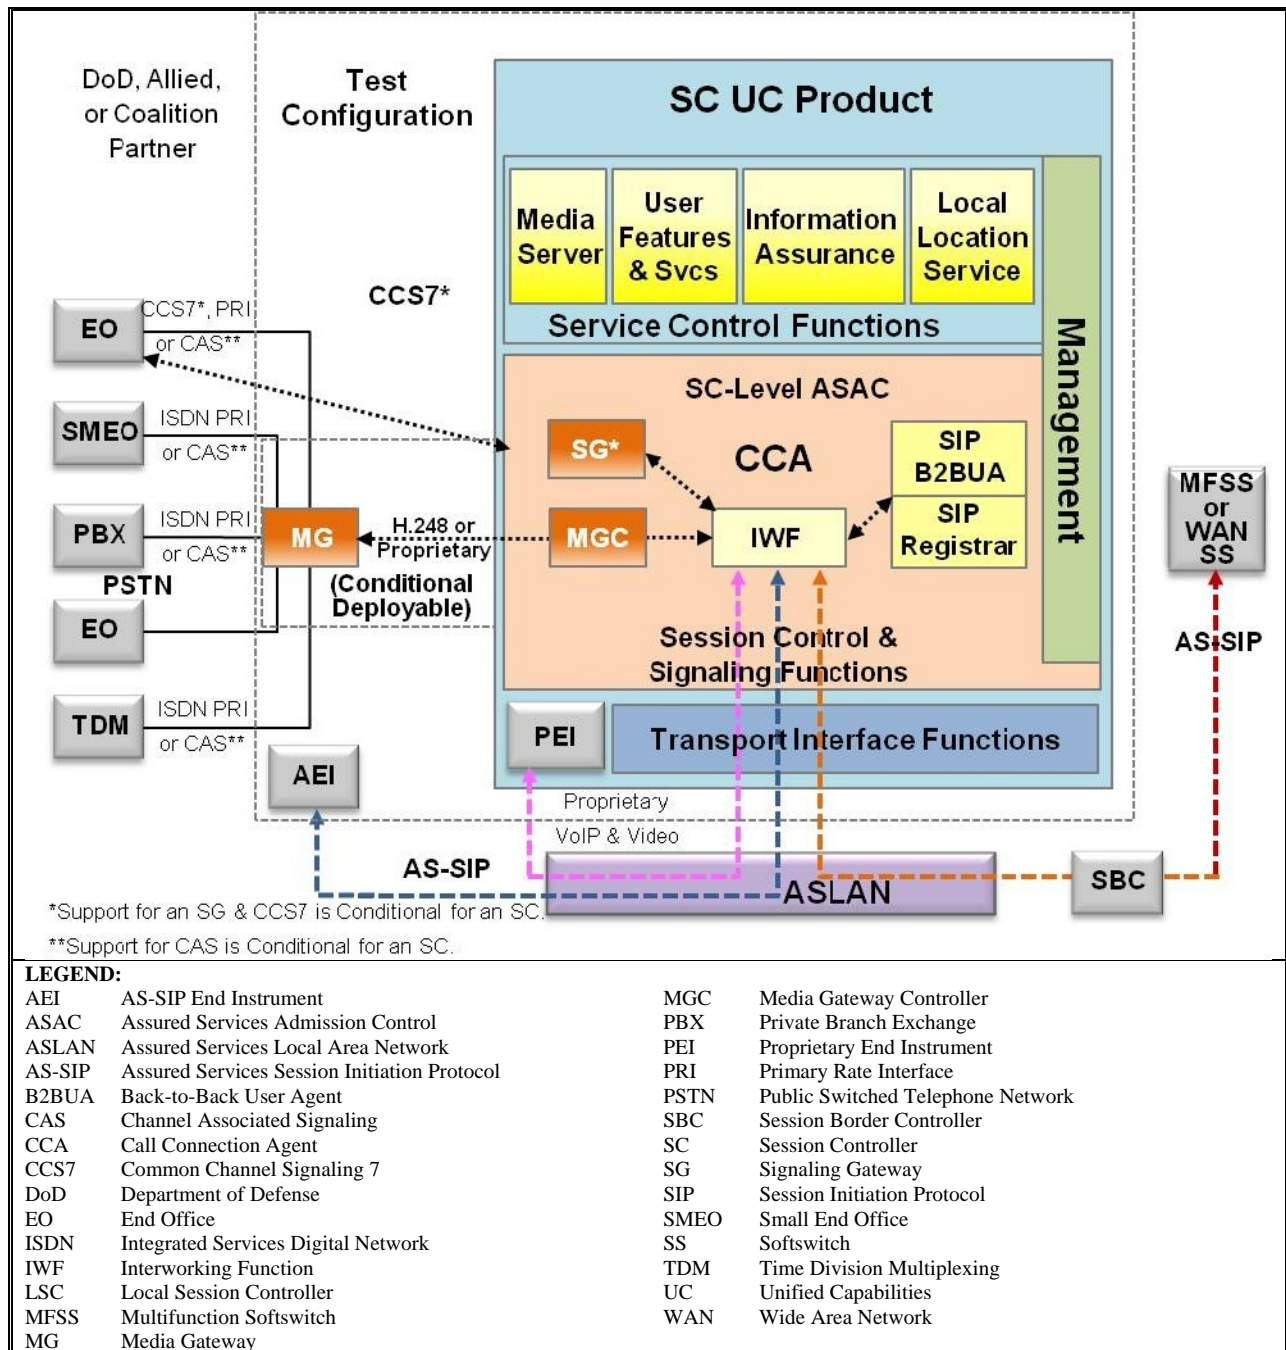 DoD, Allied,
or Coalition
Partner
Test
Configuration
SC UC Product
Media
Server
User
Features
& Svcs
Information
Assurance
Local
Location
Service
Service Control Functions
Management
CCS7*
EO
CCS7*, PRI
or CAS**
SMEO
ISDN PRI
or CAS**
PBX
ISDN PRI
or CAS**
PSTN
EO
TDM
ISDN PRI
or CAS**
MG
H.248 or
Proprietary
(Conditional
Deployable)
SC-Level ASAC
SG*
CCA
MGC
IWF
SIP
B2BUA
SIP
Registrar
Session Control &
Signaling Functions
MFSS
or
WAN
SS
AS-SIP
PEI
Transport Interface Functions
AEI
Proprietary
VoIP & Video
AS-SIP
ASLAN
SBC
*Support for an SG & CCS7 is Conditional for an SC.
**Support for CAS is Conditional for an SC.
LEGEND:
AEI AS-SIP End Instrument
ASAC Assured Services Admission Control
ASLAN Assured Services Local Area Network
AS-SIP Assured Services Session Initiation Protocol
B2BUA Back-to-Back User Agent
CAS Channel Associated Signaling
CCA Call Connection Agent
CCS7 Common Channel Signaling 7
DoD Department of Defense
EO End Office
ISDN Integrated Services Digital Network
IWF Interworking Function
LSC Local Session Controller
MFSS Multifunction Softswitch
MG Media Gateway
MGC Media Gateway Controller
PBX Private Branch Exchange
PEI Proprietary End Instrument
PRI Primary Rate Interface
PSTN Public Switched Telephone Network
SBC Session Border Controller
SC Session Controller
SG Signaling Gateway
SIP Session Initiation Protocol
SMEO Small End Office
SS Softswitch
TDM Time Division Multiplexing
UC Unified Capabilities
WAN Wide Area Network